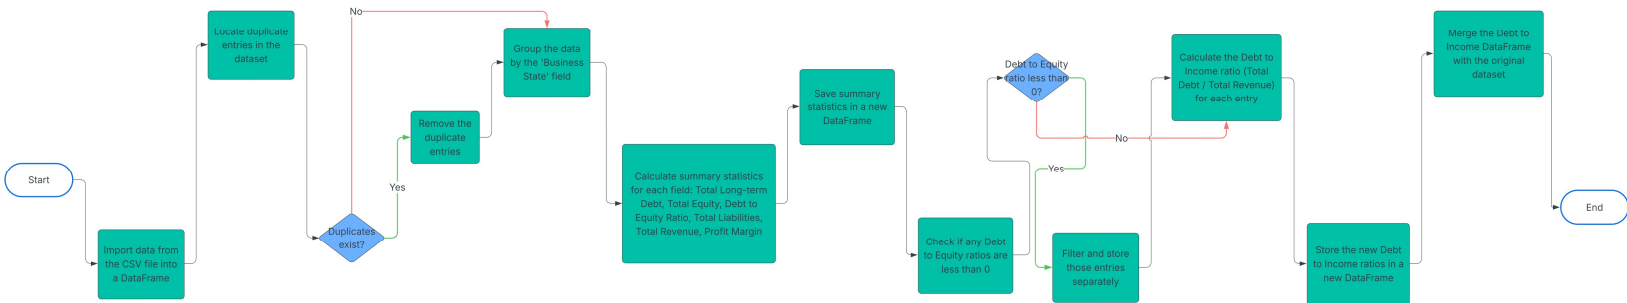 Start
Import data from
the CSV file into
a DataFrame
Locate duplicate
entries in the
dataset
Duplicates
exist?
No
Yes
Remove the
duplicate
entries
Group the data
by the 'Business
State' field
Calculate summary statistics
for each field: Total Long-term
Debt, Total Equity, Debt to
Equity Ratio, Total Liabilities,
Total Revenue, Profit Margin
Save summary
statistics in a new
DataFrame
Check if any Debt
to Equity ratios are
less than 0
Debt to Equity
ratio less than
0?
No
Yes
Filter and store
those entries
separately
Calculate the Debt to
Income ratio (Total
Debt / Total Revenue)
for each entry
Store the new Debt
to Income ratios in a
new DataFrame
Merge the Debt to
Income DataFrame
with the original
dataset
End